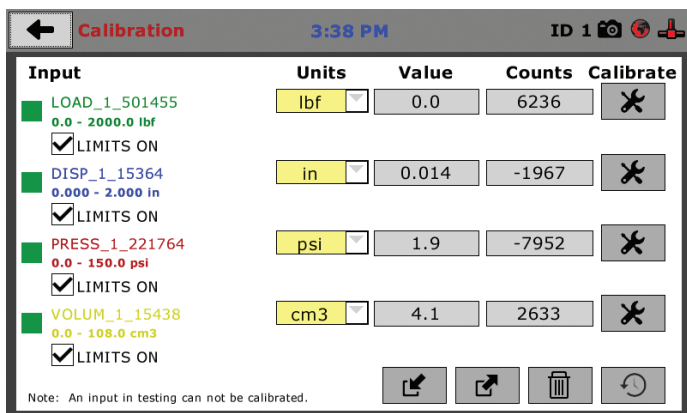 Calibration 3:38 PM ID 1
Input Units Value Counts Calibrate
LOAD_1_501455 lbf 0.0 6236
0.0 - 2000.0 lbf
LIMITS ON
DISP_1_15364 in 0.014 -1967
0.000 - 2.000 in
LIMITS ON
PRESS_1_221764 psi 1.9 -7952
0.0 - 150.0 psi
LIMITS ON
VOLUM_1_15438 cm3 4.1 2633
0.0 - 108.0 cm3
LIMITS ON
Note: An input in testing can not be calibrated.